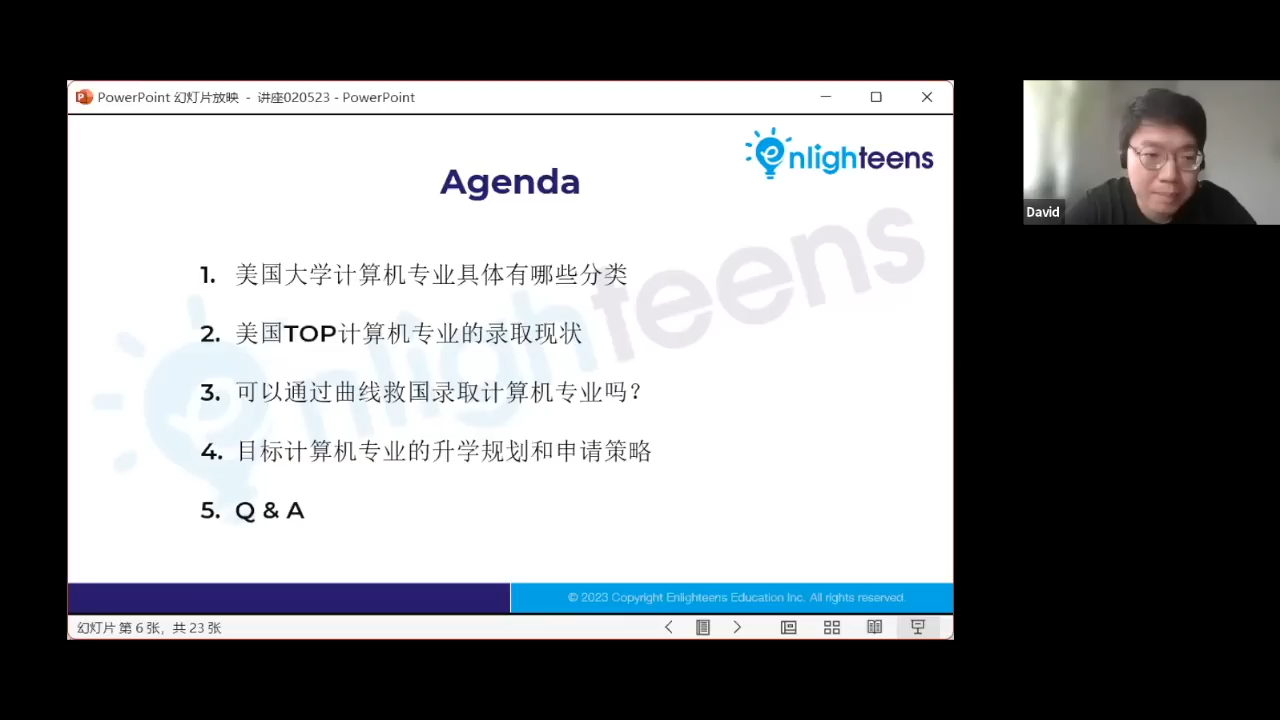 PowerPoint 幻灯片放映 - 讲座020523 - PowerPoint
enlighteens
Agenda
enlighteens
1. 美国大学计算机专业具体有哪些分类
2. 美国TOP计算机专业的录取现状
3. 可以通过曲线救国录取计算机专业吗？
4. 目标计算机专业的升学规划和申请策略
5. Q & A
© 2023 Copyright Enlighteens Education Inc. All rights reserved.
幻灯片 第 6 张，共 23 张
David